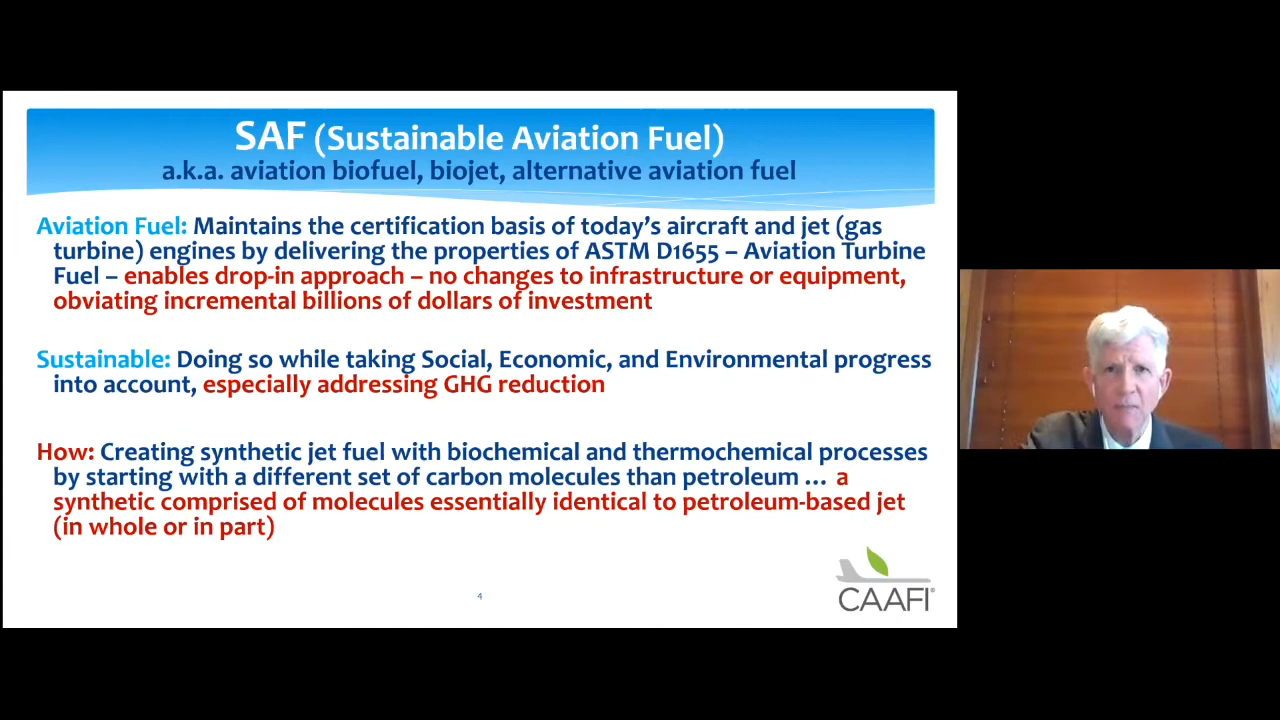 SAF (Sustainable Aviation Fuel)
a.k.a. aviation biofuel, biojet, alternative aviation fuel
Aviation Fuel: Maintains the certification basis of today’s aircraft and jet (gas
turbine) engines by delivering the properties of ASTM D1655 – Aviation Turbine
Fuel – enables drop-in approach – no changes to infrastructure or equipment,
obviating incremental billions of dollars of investment
Sustainable: Doing so while taking Social, Economic, and Environmental progress
into account, especially addressing GHG reduction
How: Creating synthetic jet fuel with biochemical and thermochemical processes
by starting with a different set of carbon molecules than petroleum … a
synthetic comprised of molecules essentially identical to petroleum-based jet
(in whole or in part)
4
CAAFI®